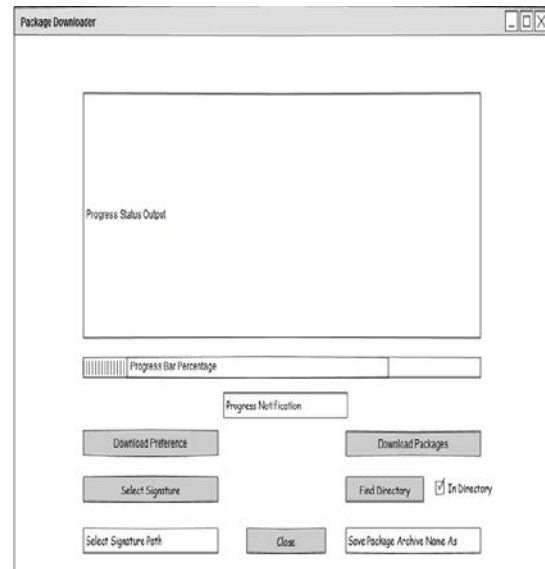 Package Downloader
Progress Status Output
Progress Bar Percentage
Progress Notification
Download Preference
Download Packages
Select Signature
Find Directory
In Directory
Select Signature Path
Close
Save Package Archive Name As